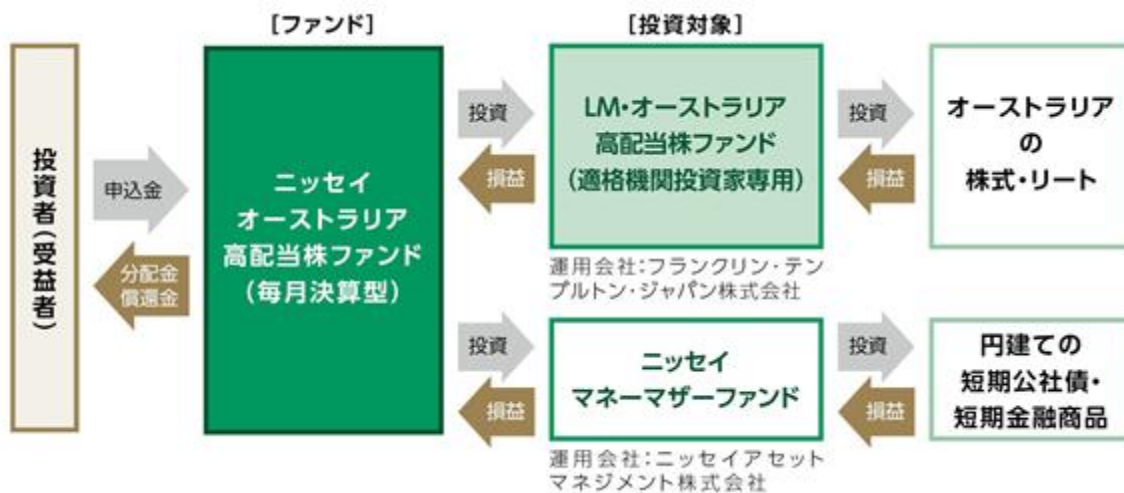 [ファンド]
[投資対象]
投資者(受益者)
申込金
分配金
償還金
ニッセイ
オーストラリア
高配当株ファンド
(毎月決算型)
投資
損益
LM・オーストラリア
高配当株ファンド
(適格機関投資家専用)
運用会社:フランクリン・テン
プルトン・ジャパン株式会社
投資
損益
オーストラリア
の
株式・リート
投資
損益
ニッセイ
マネーマザーファンド
運用会社:ニッセイアセット
マネジメント株式会社
投資
損益
円建ての
短期公社債・
短期金融商品